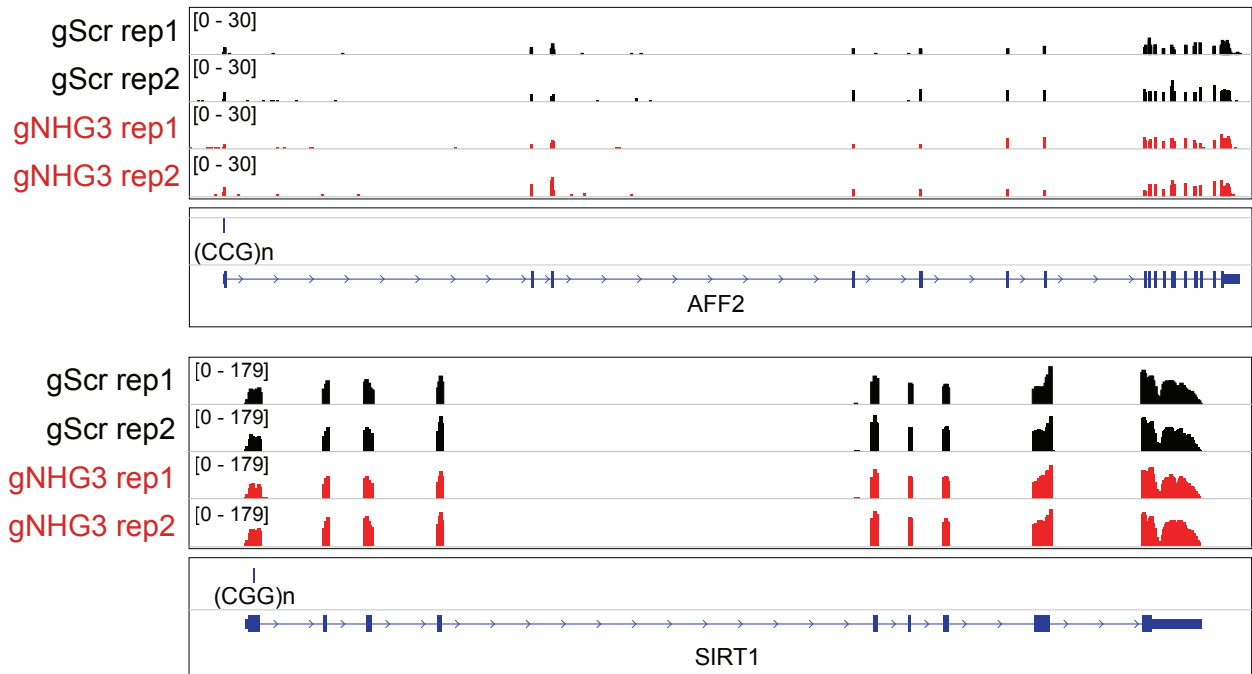 gScr rep1 [0 - 30]
gScr rep2 [0 - 30]
gNHG3 rep1 [0 - 30]
gNHG3 rep2 [0 - 30]
(CCG)n
AFF2
gScr rep1 [0 - 179]
gScr rep2 [0 - 179]
gNHG3 rep1 [0 - 179]
gNHG3 rep2 [0 - 179]
(CGG)n
SIRT1